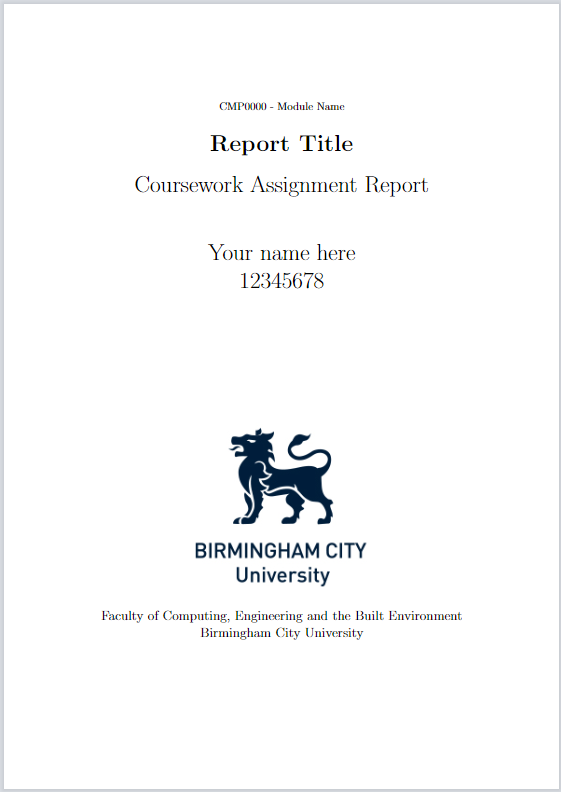 CMP0000 - Module Name
Report Title
Coursework Assignment Report
Your name here
12345678
BIRMINGHAM CITY
University
Faculty of Computing, Engineering and the Built Environment
Birmingham City University